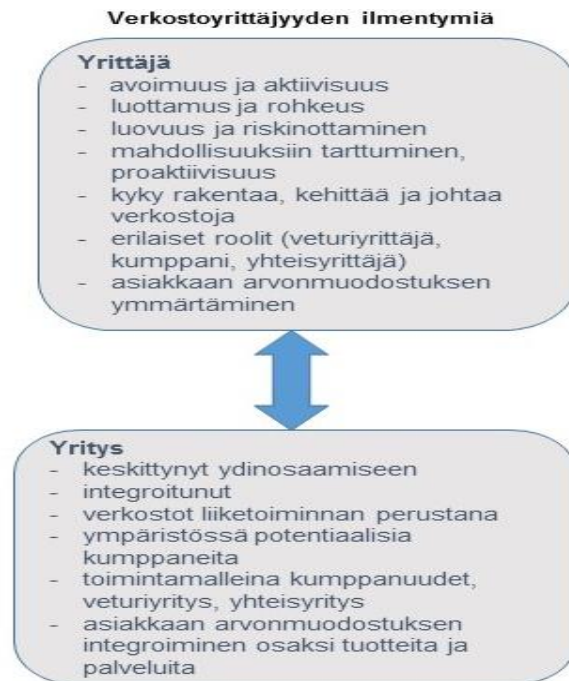 Verkostoyrittäjyyden ilmentymiä
Yrittäjä
- avoimuus ja aktiivisuus
- luottamus ja rohkeus
- luovuus ja riskinottaminen
- mahdollisuuksiin tarttuminen,
proaktiivisuus
- kyky rakentaa, kehittää ja johtaa
verkostoja
- erilaiset roolit (veturiyrittäjä,
kumppani, yhteisyrittäjä)
- asiakkaan arvonmuodostuksen
ymmärtäminen
Yritys
- keskittynyt ydinosaamiseen
- integroitunut
- verkostot liiketoiminnan perustana
- ympäristössä potentiaalisia
kumppaneita
- toimintamalleina kumppanuudet,
veturiyritys, yhteisyritys
- asiakkaan arvonmuodostuksen
integroiminen osaksi tuotteita ja
palveluita